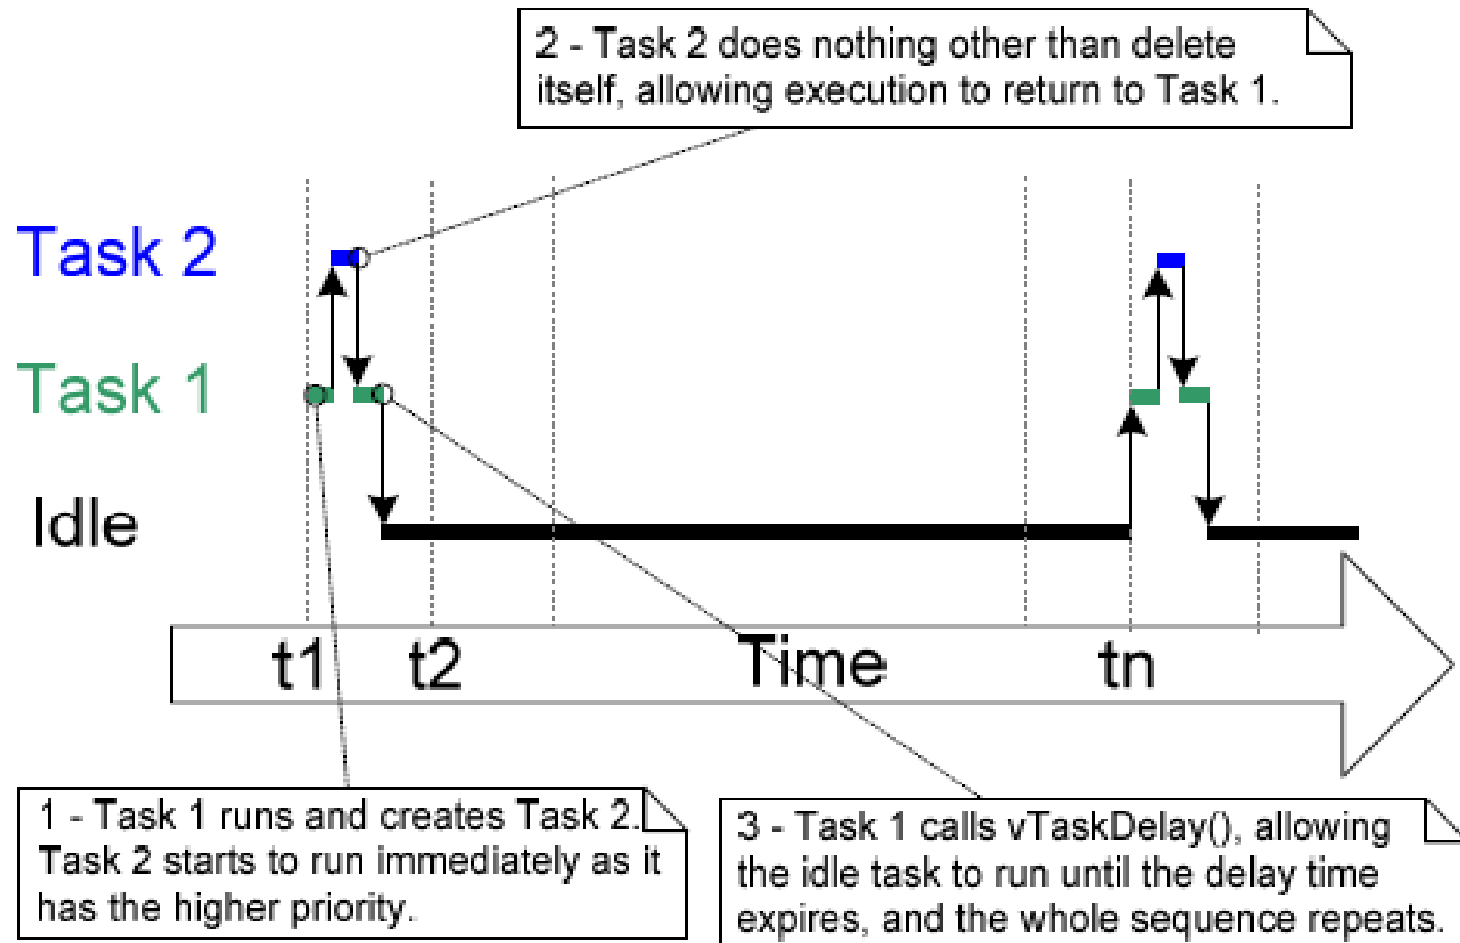 2 - Task 2 does nothing other than delete
itself, allowing execution to return to Task 1.
Task 2
Task 1
Idle
t1 t2 Time tn
1 - Task 1 runs and creates Task 2.
Task 2 starts to run immediately as it
has the higher priority.
3 - Task 1 calls vTaskDelay(), allowing
the idle task to run until the delay time
expires, and the whole sequence repeats.